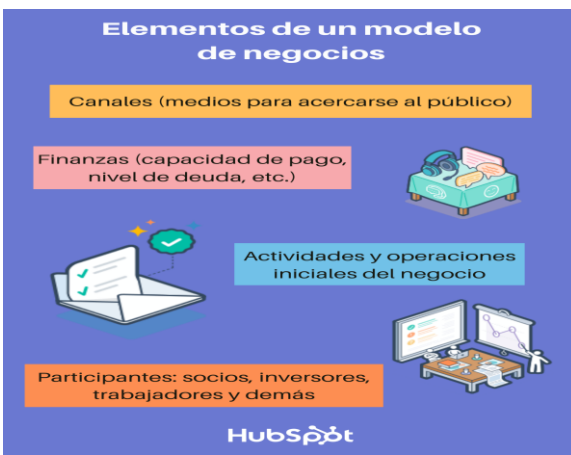 Elementos de un modelo
de negocios
Canales (medios para acercarse al público)
Finanzas (capacidad de pago,
nivel de deuda, etc.)
Actividades y operaciones
iniciales del negocio
Participantes: socios, inversores,
trabajadores y demás
HubSpot